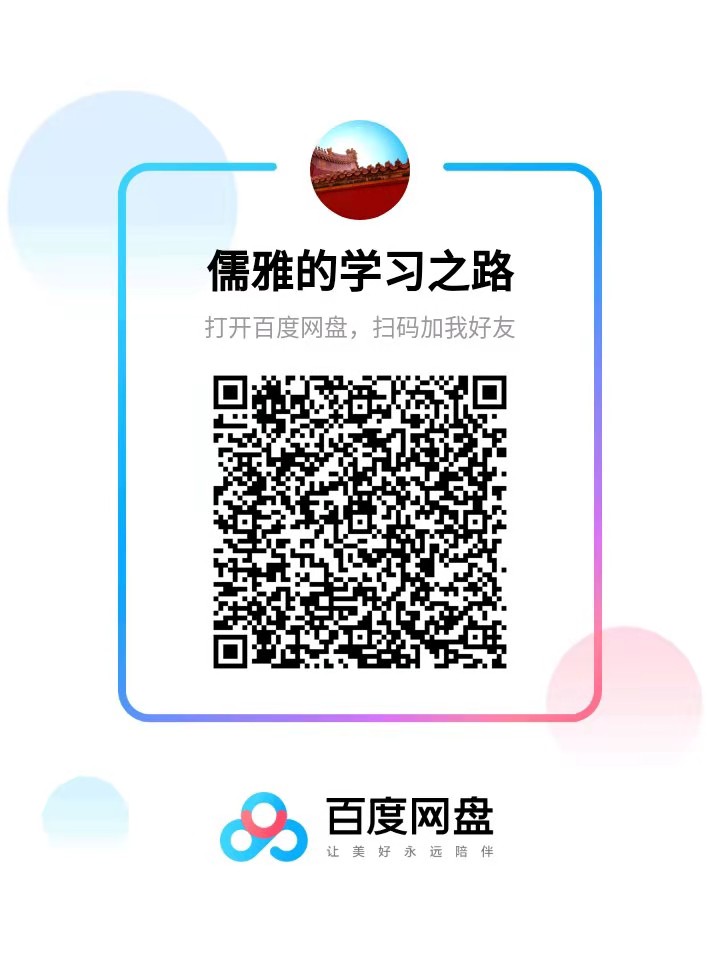 儒雅的学习之路
打开百度网盘，扫码加我好友
百度网盘
让美好永远陪伴